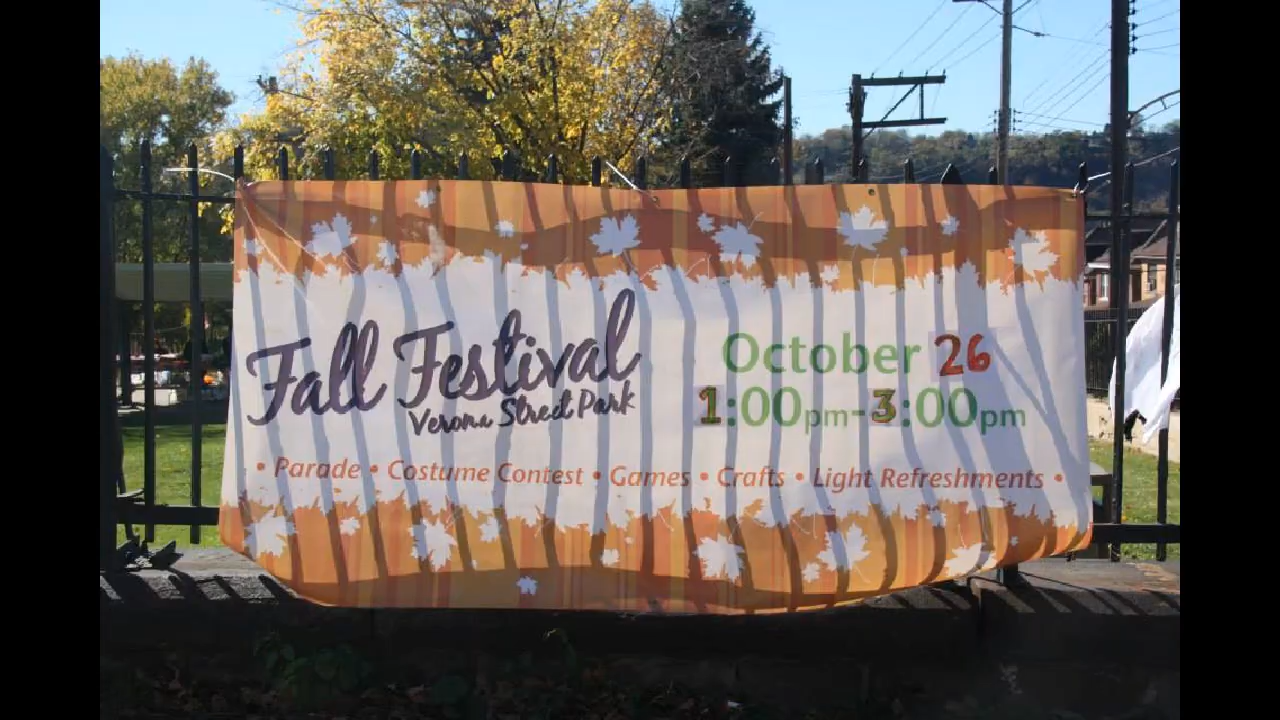 Fall Festival
Verona Street Park
October 26
1:00pm-3:00pm
• Parade • Costume Contest • Games • Crafts • Light Refreshments •